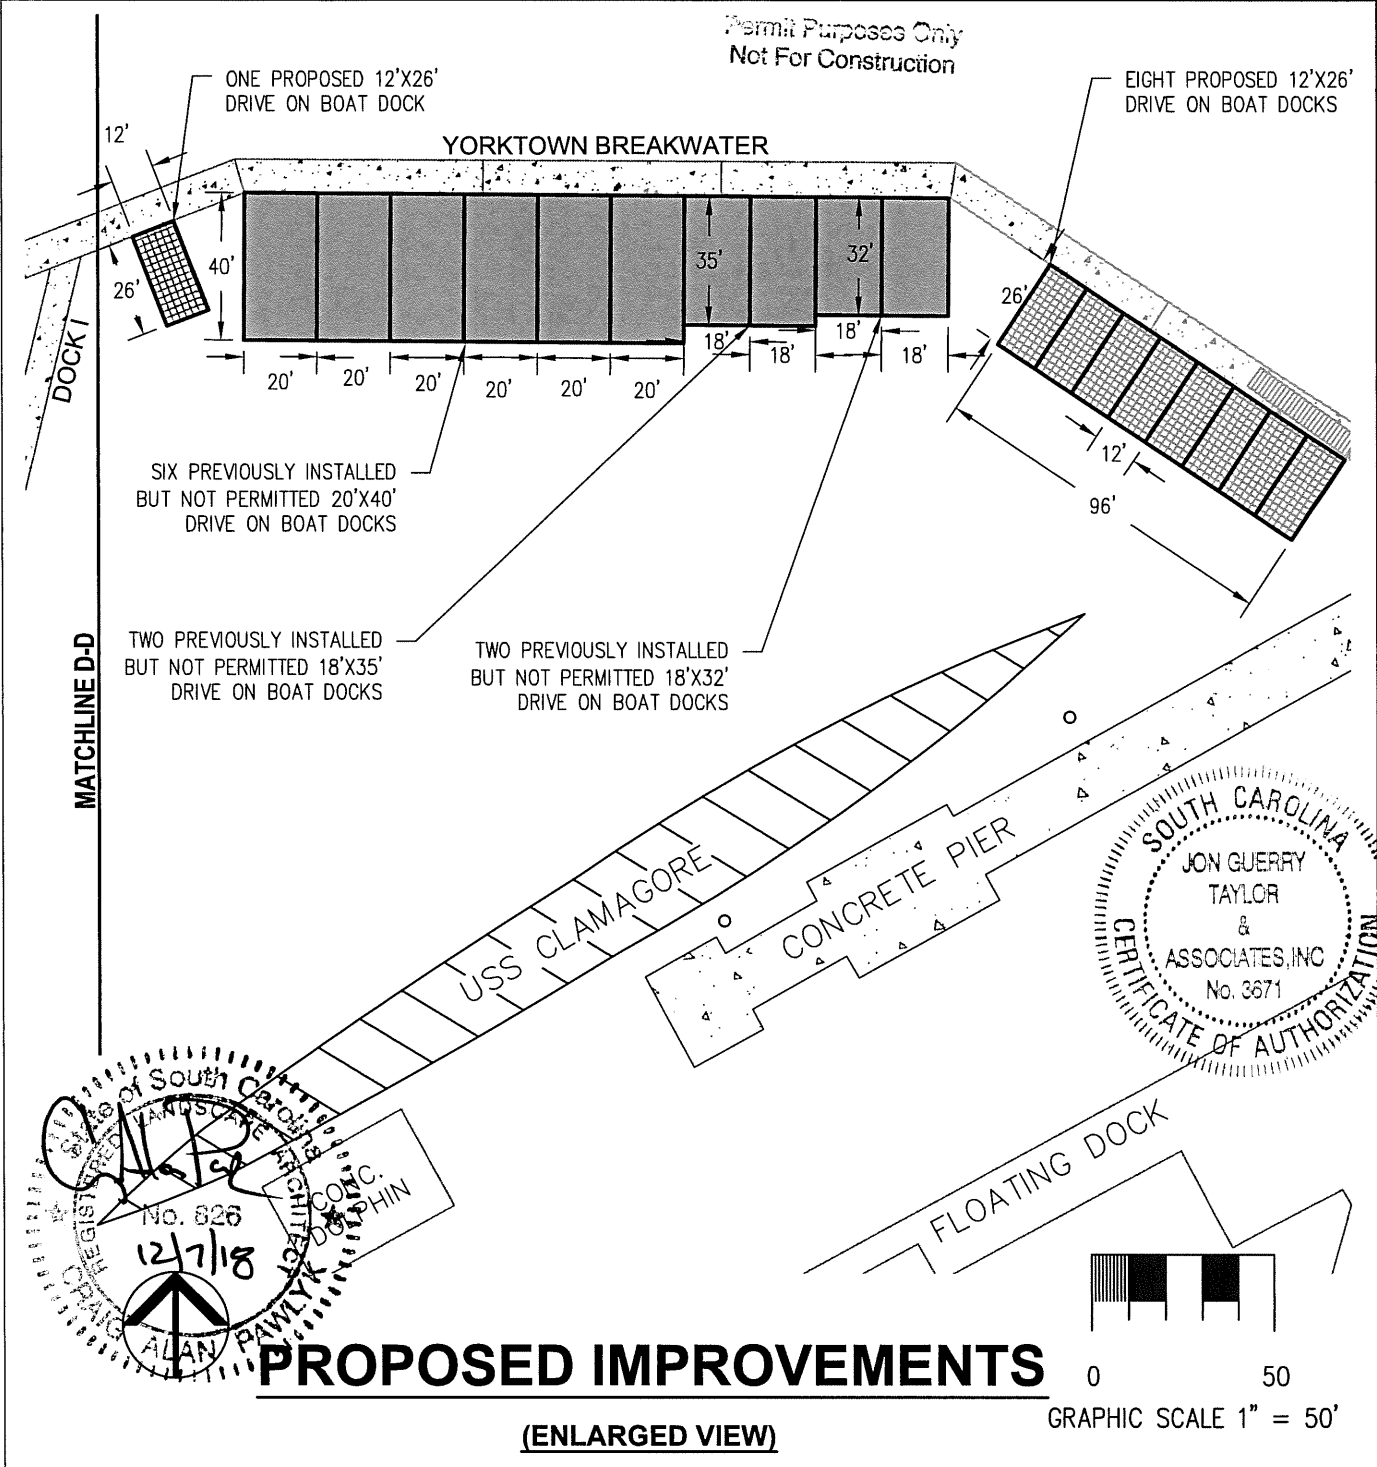 Permit Purposes Only
Not For Construction
ONE PROPOSED 12'X26'
DRIVE ON BOAT DOCK
EIGHT PROPOSED 12'X26'
DRIVE ON BOAT DOCKS
12'
YORKTOWN BREAKWATER
26'
40'
35'
32'
26'
DOCK I
20'
20'
20'
20'
20'
20'
18'
18'
18'
18'
12'
96'
SIX PREVIOUSLY INSTALLED
BUT NOT PERMITTED 20'X40'
DRIVE ON BOAT DOCKS
TWO PREVIOUSLY INSTALLED
BUT NOT PERMITTED 18'X35'
DRIVE ON BOAT DOCKS
TWO PREVIOUSLY INSTALLED
BUT NOT PERMITTED 18'X32'
DRIVE ON BOAT DOCKS
MATCHLINE D-D
USS CLAMAGORE
CONCRETE PIER
SOUTH CAROLINA
JON GUERRY
TAYLOR
&
ASSOCIATES,INC
No. 3671
CERTIFICATE OF AUTHORIZATION
State of South Carolina
REGISTERED LANDSCAPE ARCHITECT
No. 826
12/7/18
CRAIG ALAN PAWLYK
CONC.
DOLPHIN
FLOATING DOCK
PROPOSED IMPROVEMENTS
(ENLARGED VIEW)
0 50
GRAPHIC SCALE 1" = 50'